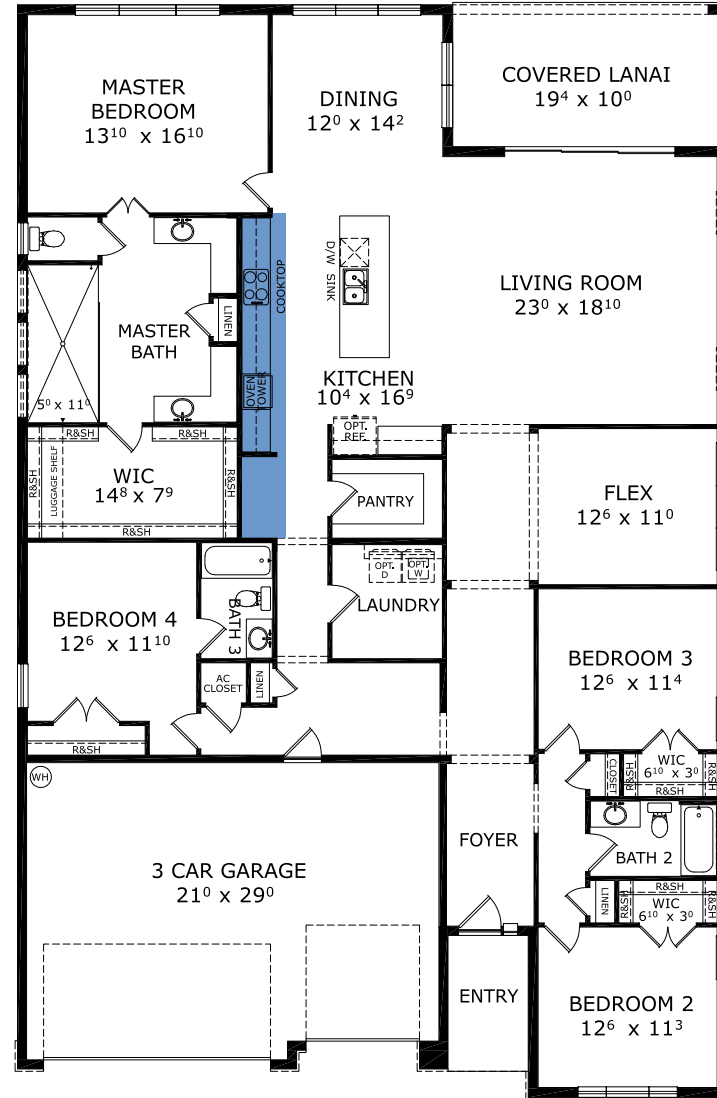 MASTER
BEDROOM
13¹⁰ x 16¹⁰
DINING
12⁰ x 14²
COVERED LANAI
19⁴ x 10⁰
COOKTOP
D/W
SINK
LIVING ROOM
23⁰ x 18¹⁰
LINEN
MASTER
BATH
5⁰ x 11⁰
OVEN
TOWER
KITCHEN
10⁴ x 16⁹
OPT.
REF.
R&SH
R&SH
R&SH
LUGGAGE SHELF
WIC
14⁸ x 7⁹
R&SH
R&SH
PANTRY
FLEX
12⁶ x 11⁰
OPT.
D
OPT.
W
LAUNDRY
BEDROOM 4
12⁶ x 11¹⁰
BATH 3
BEDROOM 3
12⁶ x 11⁴
AC
CLOSET
LINEN
R&SH
CLOSET
R&SH
WIC
6¹⁰ x 3⁰
R&SH
R&SH
WH
FOYER
BATH 2
3 CAR GARAGE
21⁰ x 29⁰
LINEN
R&SH
R&SH
WIC
6¹⁰ x 3⁰
R&SH
ENTRY
BEDROOM 2
12⁶ x 11³